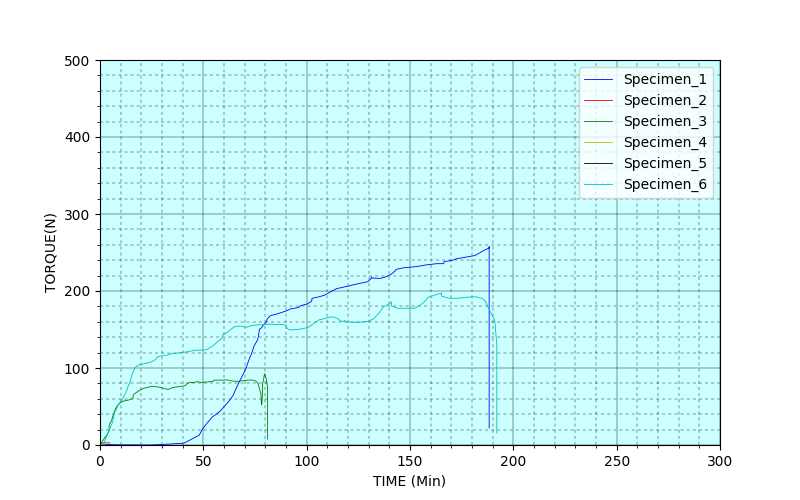 500
400
300
200
100
0
TORQUE(N)
0 50 100 150 200 250 300
TIME (Min)
Specimen_1
Specimen_2
Specimen_3
Specimen_4
Specimen_5
Specimen_6